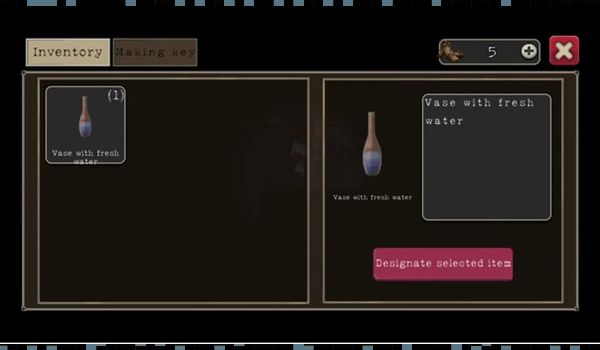 Inventory
Making key
5
(1)
Vase with fresh
water
Vase with fresh water
Vase with fresh
water
Designate selected item